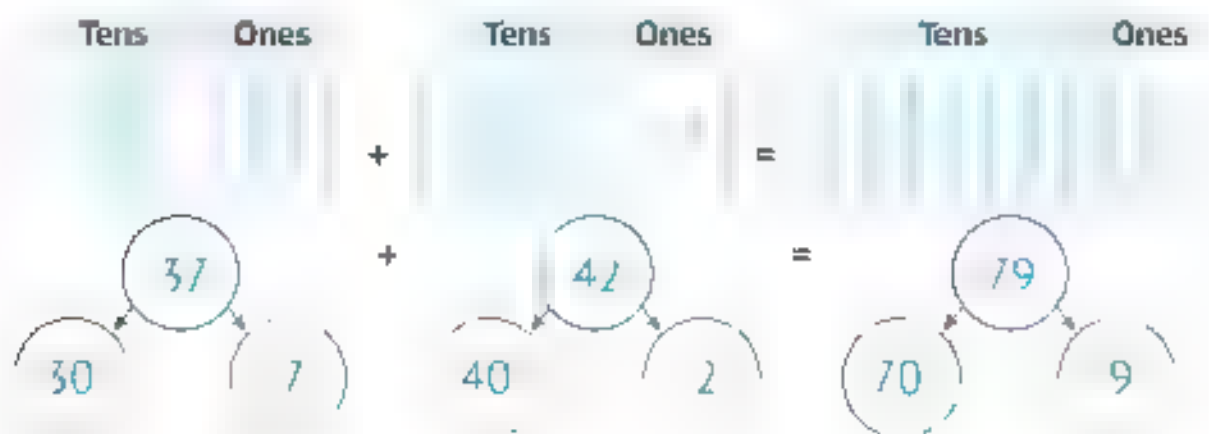 Tens Ones Tens Ones Tens Ones
+ =
37 + 42 = 79
30 7 40 2 70 9